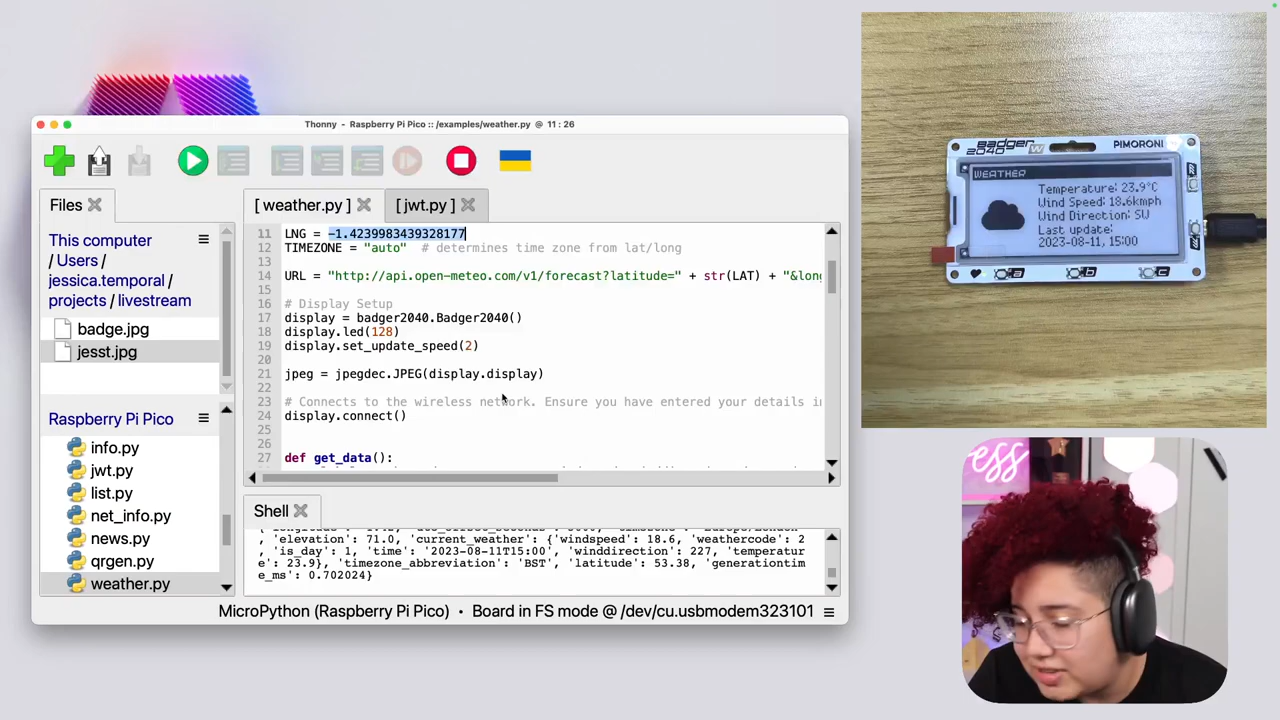 Thonny - Raspberry Pi Pico :: /examples/weather.py @ 11 : 26
Files
This computer
/ Users /
jessica.temporal /
projects / livestream
badge.jpg
jesst.jpg
Raspberry Pi Pico
info.py
jwt.py
list.py
net_info.py
news.py
qrgen.py
weather.py
[ weather.py ]
[ jwt.py ]
11 LNG = -1.4239983439328177
12 TIMEZONE = "auto"  # determines time zone from lat/long
13
14 URL = "http://api.open-meteo.com/v1/forecast?latitude=" + str(LAT) + "&long
15
16 # Display Setup
17 display = badger2040.Badger2040()
18 display.led(128)
19 display.set_update_speed(2)
20
21 jpeg = jpegdec.JPEG(display.display)
22
23 # Connects to the wireless network. Ensure you have entered your details i
24 display.connect()
25
26
27 def get_data():
Shell
, 'elevation': 71.0, 'current_weather': {'windspeed': 18.6, 'weathercode': 2
, 'is_day': 1, 'time': '2023-08-11T15:00', 'winddirection': 227, 'temperatur
e': 23.9}, 'timezone_abbreviation': 'BST', 'latitude': 53.38, 'generationtim
e_ms': 0.702024}
MicroPython (Raspberry Pi Pico) • Board in FS mode @ /dev/cu.usbmodem323101
badger
2040 W
PIMORONI
WEATHER
Temperature: 23.9°C
Wind Speed: 18.6kmph
Wind Direction: SW
Last update:
2023-08-11, 15:00
a
b
c
ess